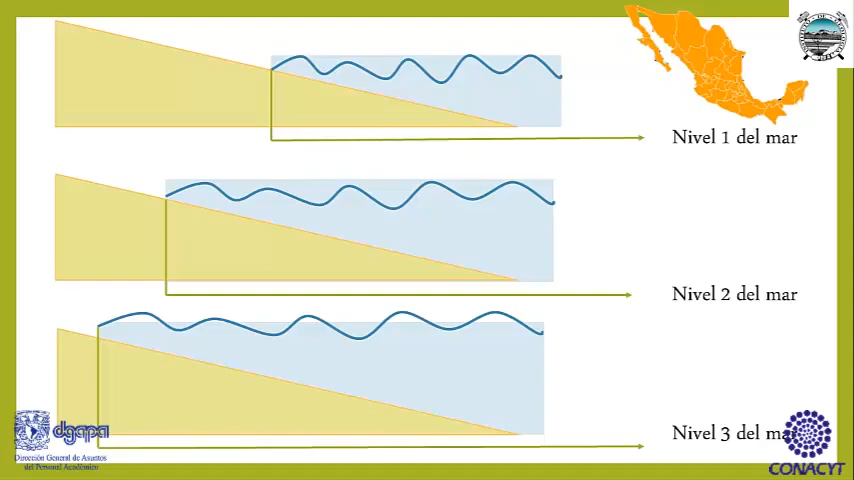 Nivel 1 del mar
Nivel 2 del mar
Nivel 3 del mar
dgapa
Dirección General de Asuntos
del Personal Académico
CONACYT